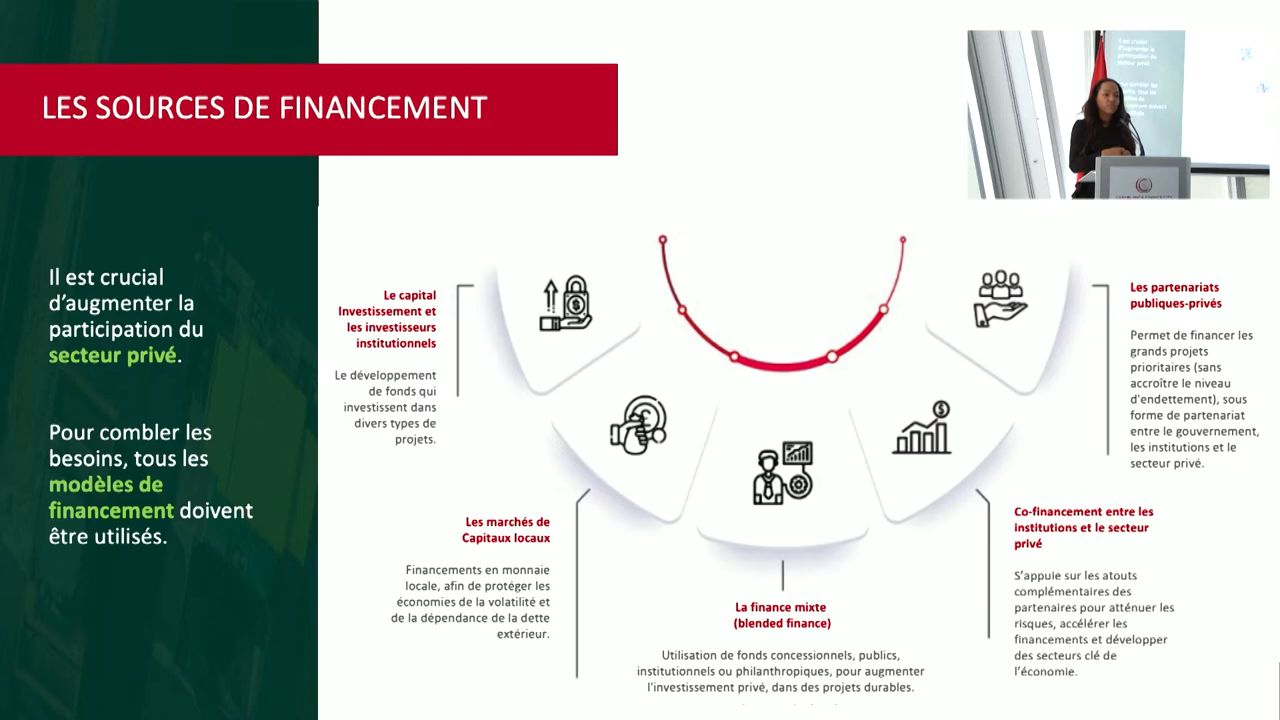 LES SOURCES DE FINANCEMENT
Il est crucial
d’augmenter la
participation du
secteur privé.
Pour combler les
besoins, tous les
modèles de
financement doivent
être utilisés.
Le capital
Investissement et
les investisseurs
institutionnels
Le développement
de fonds qui
investissent dans
divers types de
projets.
Les marchés de
Capitaux locaux
Financements en monnaie
locale, afin de protéger les
économies de la volatilité et
de la dépendance de la dette
extérieur.
La finance mixte
(blended finance)
Utilisation de fonds concessionnels, publics,
institutionnels ou philanthropiques, pour augmenter
l'investissement privé, dans des projets durables.
Co-financement entre les
institutions et le secteur
privé
S’appuie sur les atouts
complémentaires des
partenaires pour atténuer les
risques, accélérer les
financements et développer
des secteurs clé de
l’économie.
Les partenariats
publiques-privés
Permet de financer les
grands projets
prioritaires (sans
accroître le niveau
d'endettement), sous
forme de partenariat
entre le gouvernement,
les institutions et le
secteur privé.